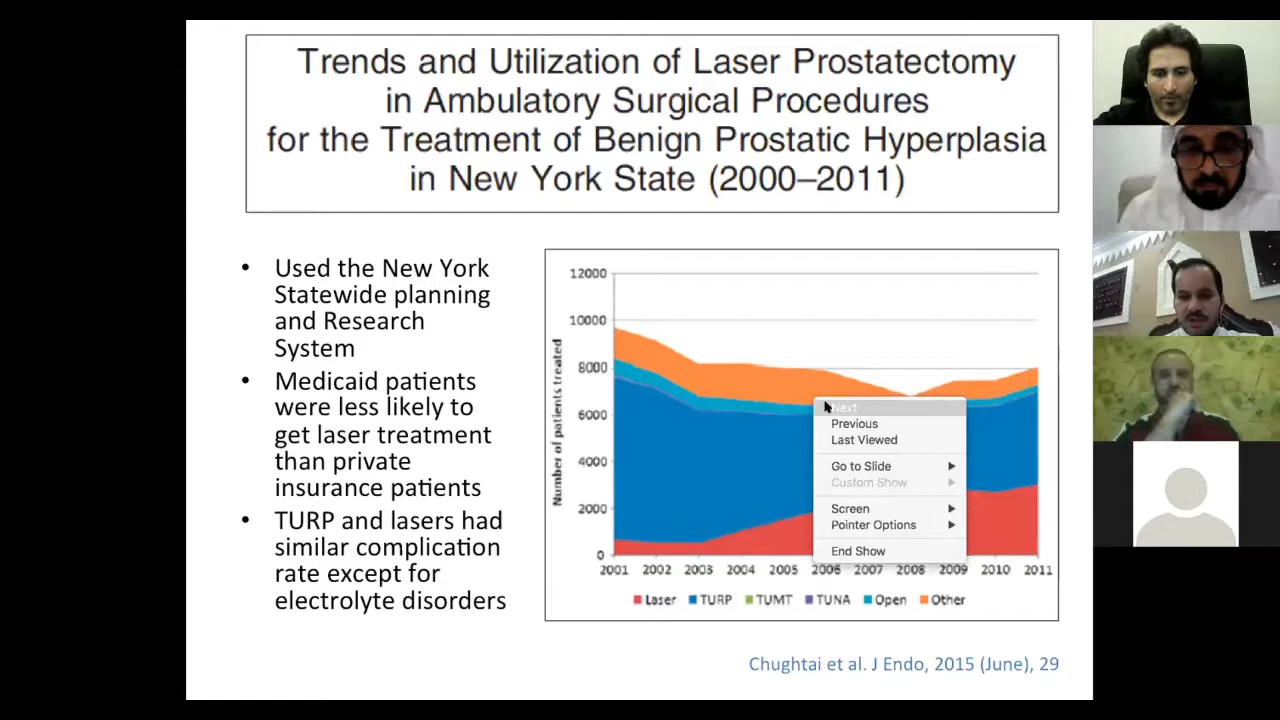 Trends and Utilization of Laser Prostatectomy
in Ambulatory Surgical Procedures
for the Treatment of Benign Prostatic Hyperplasia
in New York State (2000–2011)
• Used the New York
Statewide planning
and Research
System
• Medicaid patients
were less likely to
get laser treatment
than private
insurance patients
• TURP and lasers had
similar complication
rate except for
electrolyte disorders
Number of patients treated
12000
10000
8000
6000
4000
2000
0
2001 2002 2003 2004 2005 2006 2007 2008 2009 2010 2011
Laser TURP TUMT TUNA Open Other
Next
Previous
Last Viewed
Go to Slide
Custom Show
Screen
Pointer Options
End Show
Chughtai et al. J Endo, 2015 (June), 29